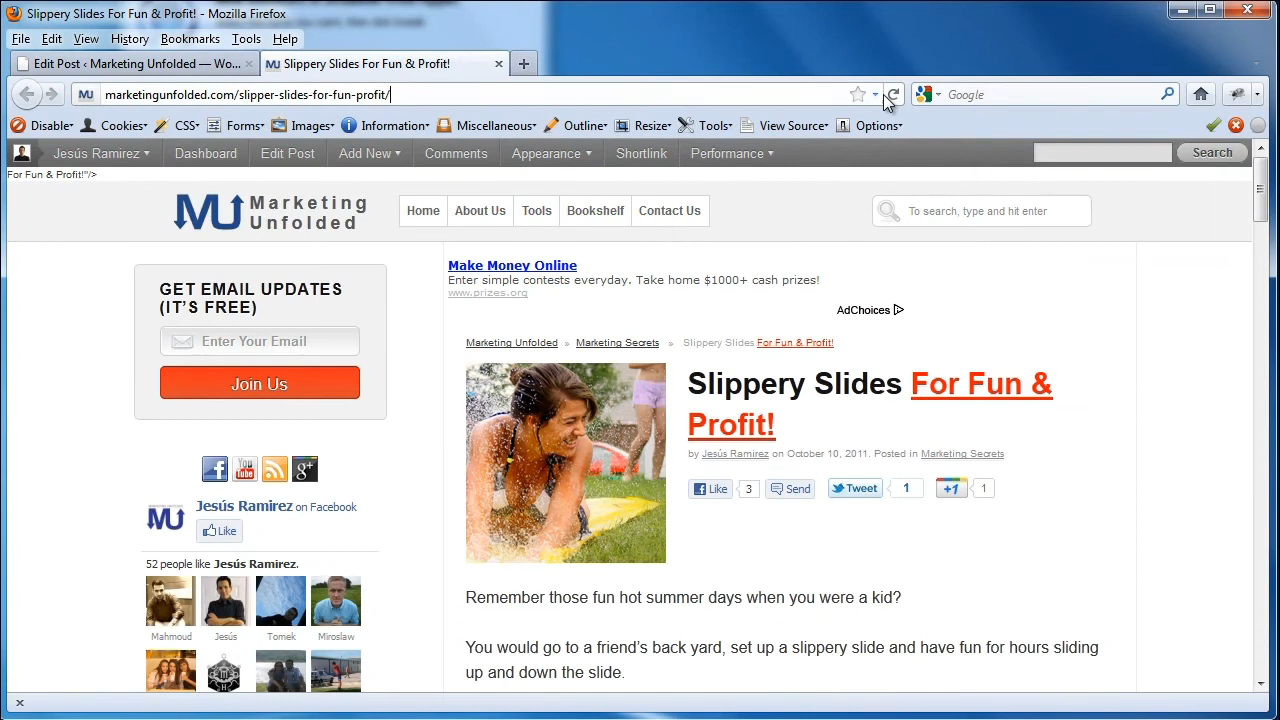 Slippery Slides For Fun & Profit! - Mozilla Firefox
File Edit View History Bookmarks Tools Help
Edit Post ‹ Marketing Unfolded — Wo...
Slippery Slides For Fun & Profit!
marketingunfolded.com/slipper-slides-for-fun-profit/
Google
Disable Cookies CSS Forms Images Information Miscellaneous Outline Resize Tools View Source Options
Jesús Ramirez Dashboard Edit Post Add New Comments Appearance Shortlink Performance Search
For Fun & Profit!"/>
MU Marketing
Unfolded
Home About Us Tools Bookshelf Contact Us
To search, type and hit enter
GET EMAIL UPDATES
(IT'S FREE)
Enter Your Email
Join Us
Jesús Ramirez on Facebook
Like
52 people like Jesús Ramirez.
Mahmoud Jesús Tomek Miroslaw
Make Money Online
Enter simple contests everyday. Take home $1000+ cash prizes!
www.prizes.org
AdChoices
Marketing Unfolded » Marketing Secrets » Slippery Slides For Fun & Profit!
Slippery Slides For Fun &
Profit!
by Jesús Ramirez on October 10, 2011. Posted in Marketing Secrets
Like 3 Send Tweet 1 +1 1
Remember those fun hot summer days when you were a kid?
You would go to a friend's back yard, set up a slippery slide and have fun for hours sliding
up and down the slide.